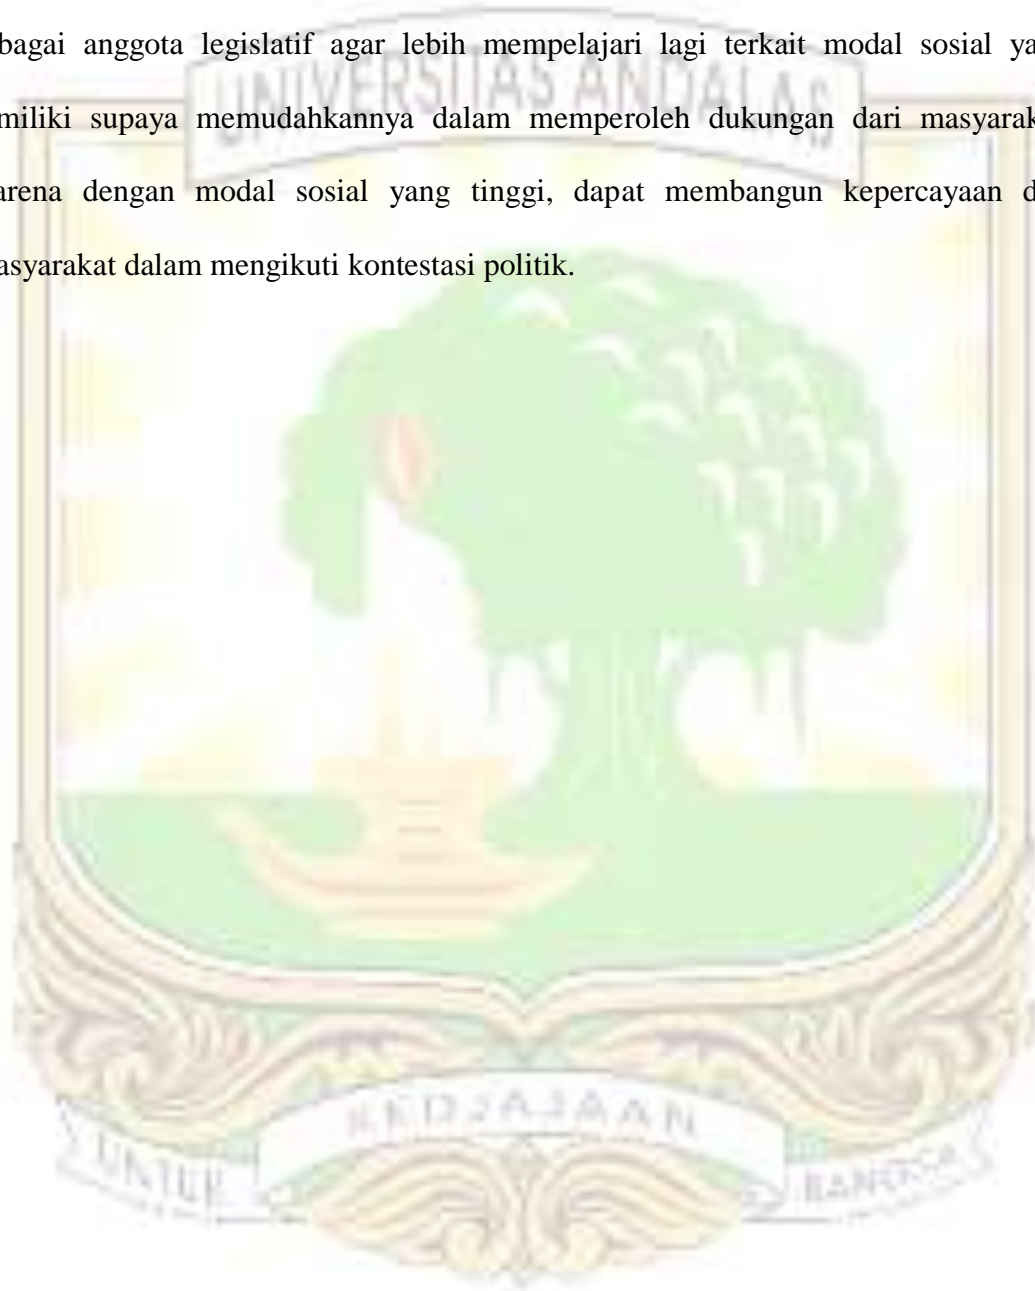 bagai anggota legislatif agar lebih mempelajari lagi terkait modal sosial ya
UNIVERSITAS ANDALAS
miliki supaya memudahkannya dalam memperoleh dukungan dari masyarak
arena dengan modal sosial yang tinggi, dapat membangun kepercayaan d
asyarakat dalam mengikuti kontestasi politik.
KEDJAJAAN
UNTUK
BANGSA